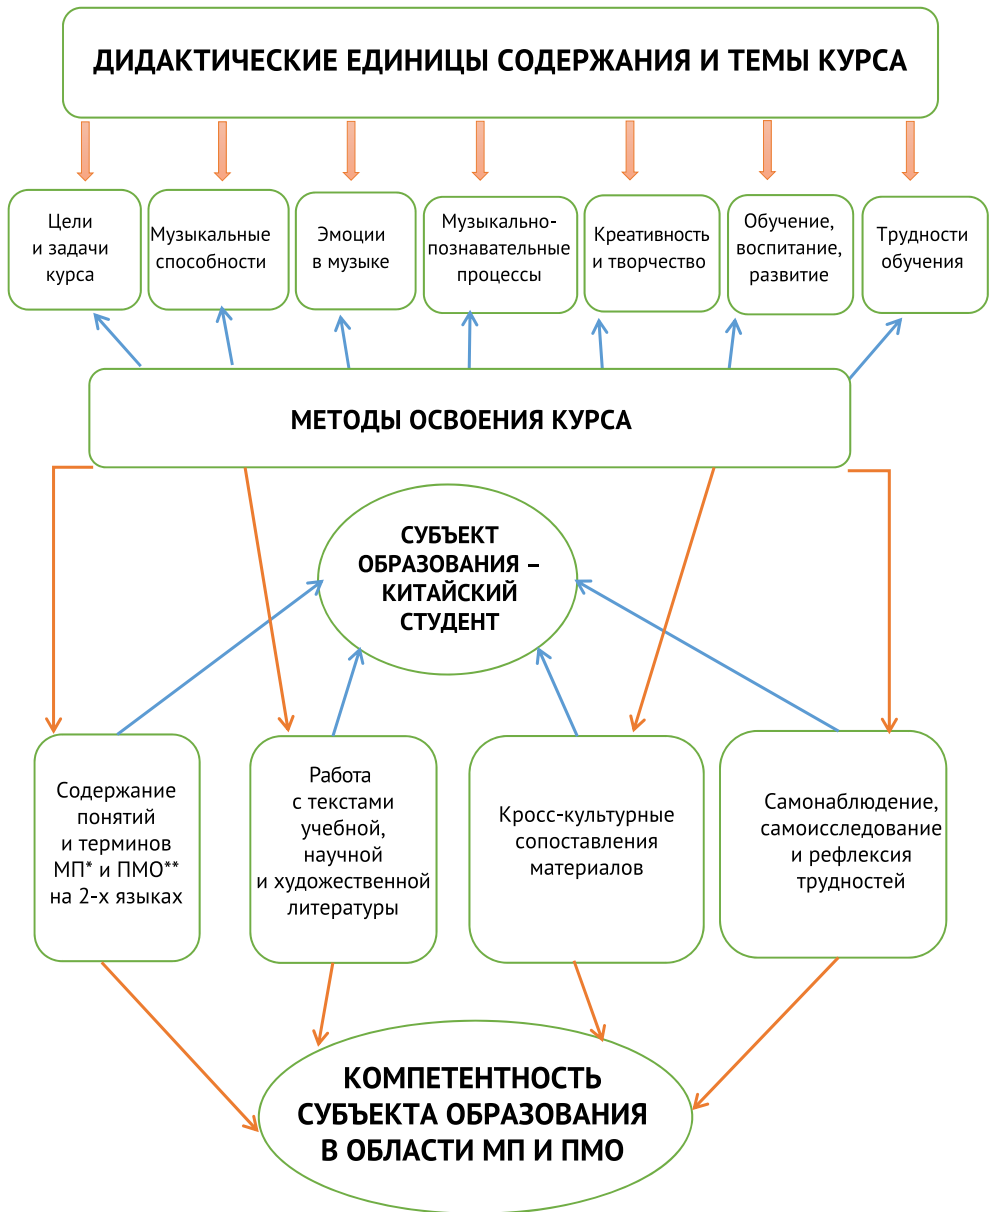 ДИДАКТИЧЕСКИЕ ЕДИНИЦЫ СОДЕРЖАНИЯ И ТЕМЫ КУРСА
Цели
и задачи
курса
Музыкальные
способности
Эмоции
в музыке
Музыкально-
познавательные
процессы
Креативность
и творчество
Обучение,
воспитание,
развитие
Трудности
обучения
МЕТОДЫ ОСВОЕНИЯ КУРСА
СУБЪЕКТ
ОБРАЗОВАНИЯ –
КИТАЙСКИЙ
СТУДЕНТ
Содержание
понятий
и терминов
МП* и ПМО**
на 2-х языках
Работа
с текстами
учебной,
научной
и художественной
литературы
Кросс-культурные
сопоставления
материалов
Самонаблюдение,
самоисследование
и рефлексия
трудностей
КОМПЕТЕНТНОСТЬ
СУБЪЕКТА ОБРАЗОВАНИЯ
В ОБЛАСТИ МП И ПМО